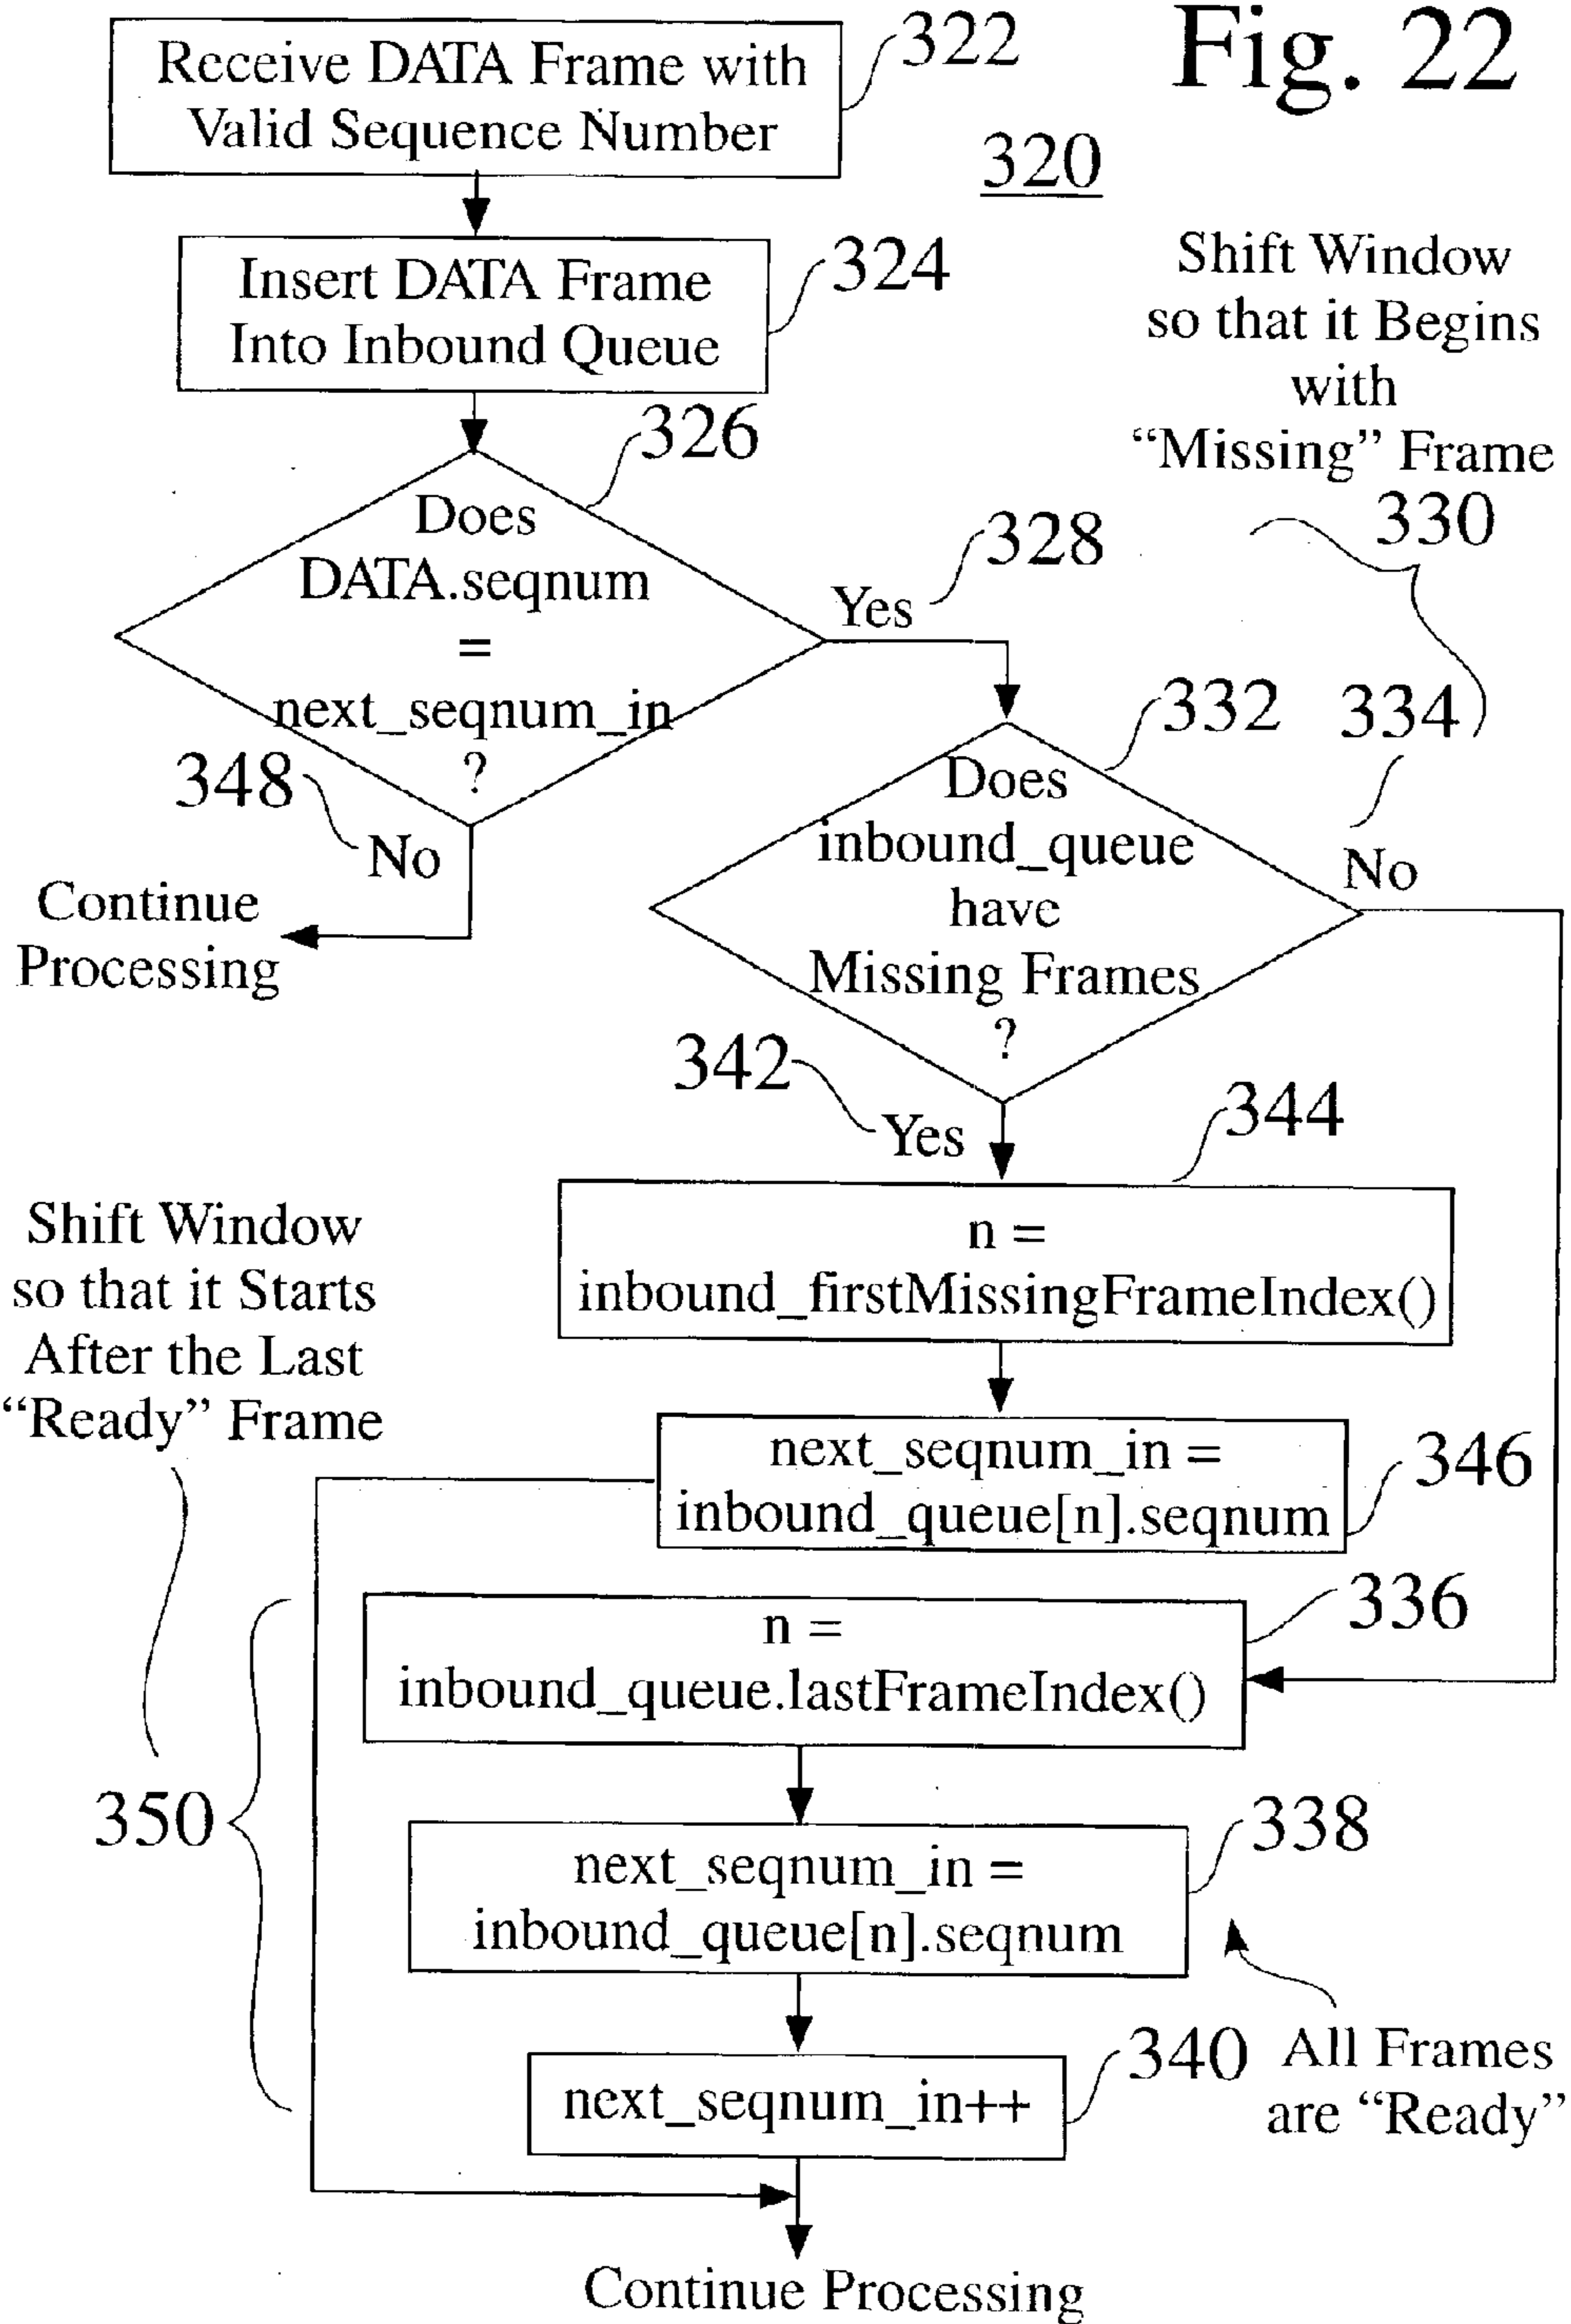 Fig. 22
320
Receive DATA Frame with
Valid Sequence Number
322
Insert DATA Frame
Into Inbound Queue
324
Does
DATA.seqnum
=
next_seqnum_in
?
326
Yes
328
348
No
Continue
Processing
Shift Window
so that it Begins
with
“Missing” Frame
330
Does
inbound_queue
have
Missing Frames
?
332
334
No
342
Yes
n =
inbound_firstMissingFrameIndex()
344
next_seqnum_in =
inbound_queue[n].seqnum
346
Shift Window
so that it Starts
After the Last
“Ready” Frame
350
n =
inbound_queue.lastFrameIndex()
336
next_seqnum_in =
inbound_queue[n].seqnum
338
next_seqnum_in++
340
All Frames
are “Ready”
Continue Processing